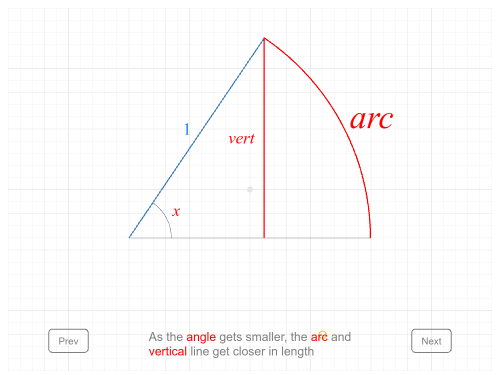 arc
1
vert
x
As the angle gets smaller, the arc and
vertical line get closer in length
Prev
Next